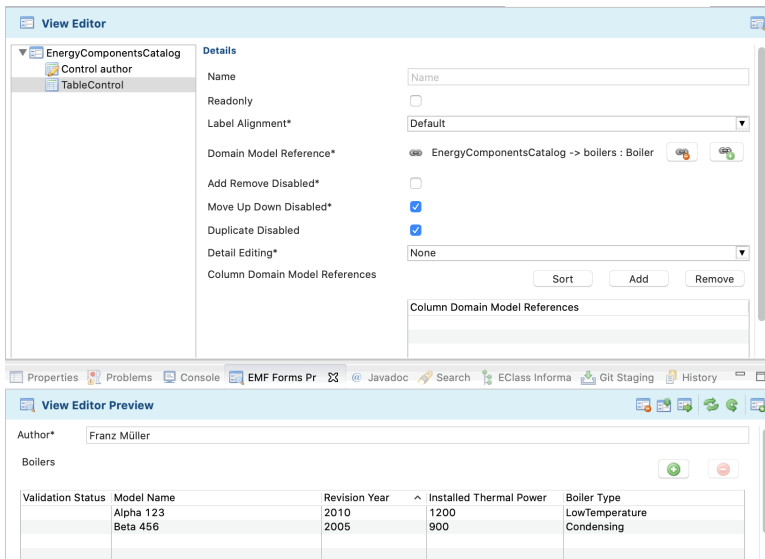 View Editor
EnergyComponentsCatalog
Control author
TableControl
Details
Name Name
Readonly
Label Alignment* Default
Domain Model Reference* EnergyComponentsCatalog -> boilers : Boiler
Add Remove Disabled*
Move Up Down Disabled*
Duplicate Disabled
Detail Editing* None
Column Domain Model References Sort Add Remove
Column Domain Model References
Properties Problems Console EMF Forms Pr @ Javadoc Search EClass Informa Git Staging History
View Editor Preview
Author* Franz Müller
Boilers
Validation Status Model Name Revision Year Installed Thermal Power Boiler Type
Alpha 123 2010 1200 LowTemperature
Beta 456 2005 900 Condensing